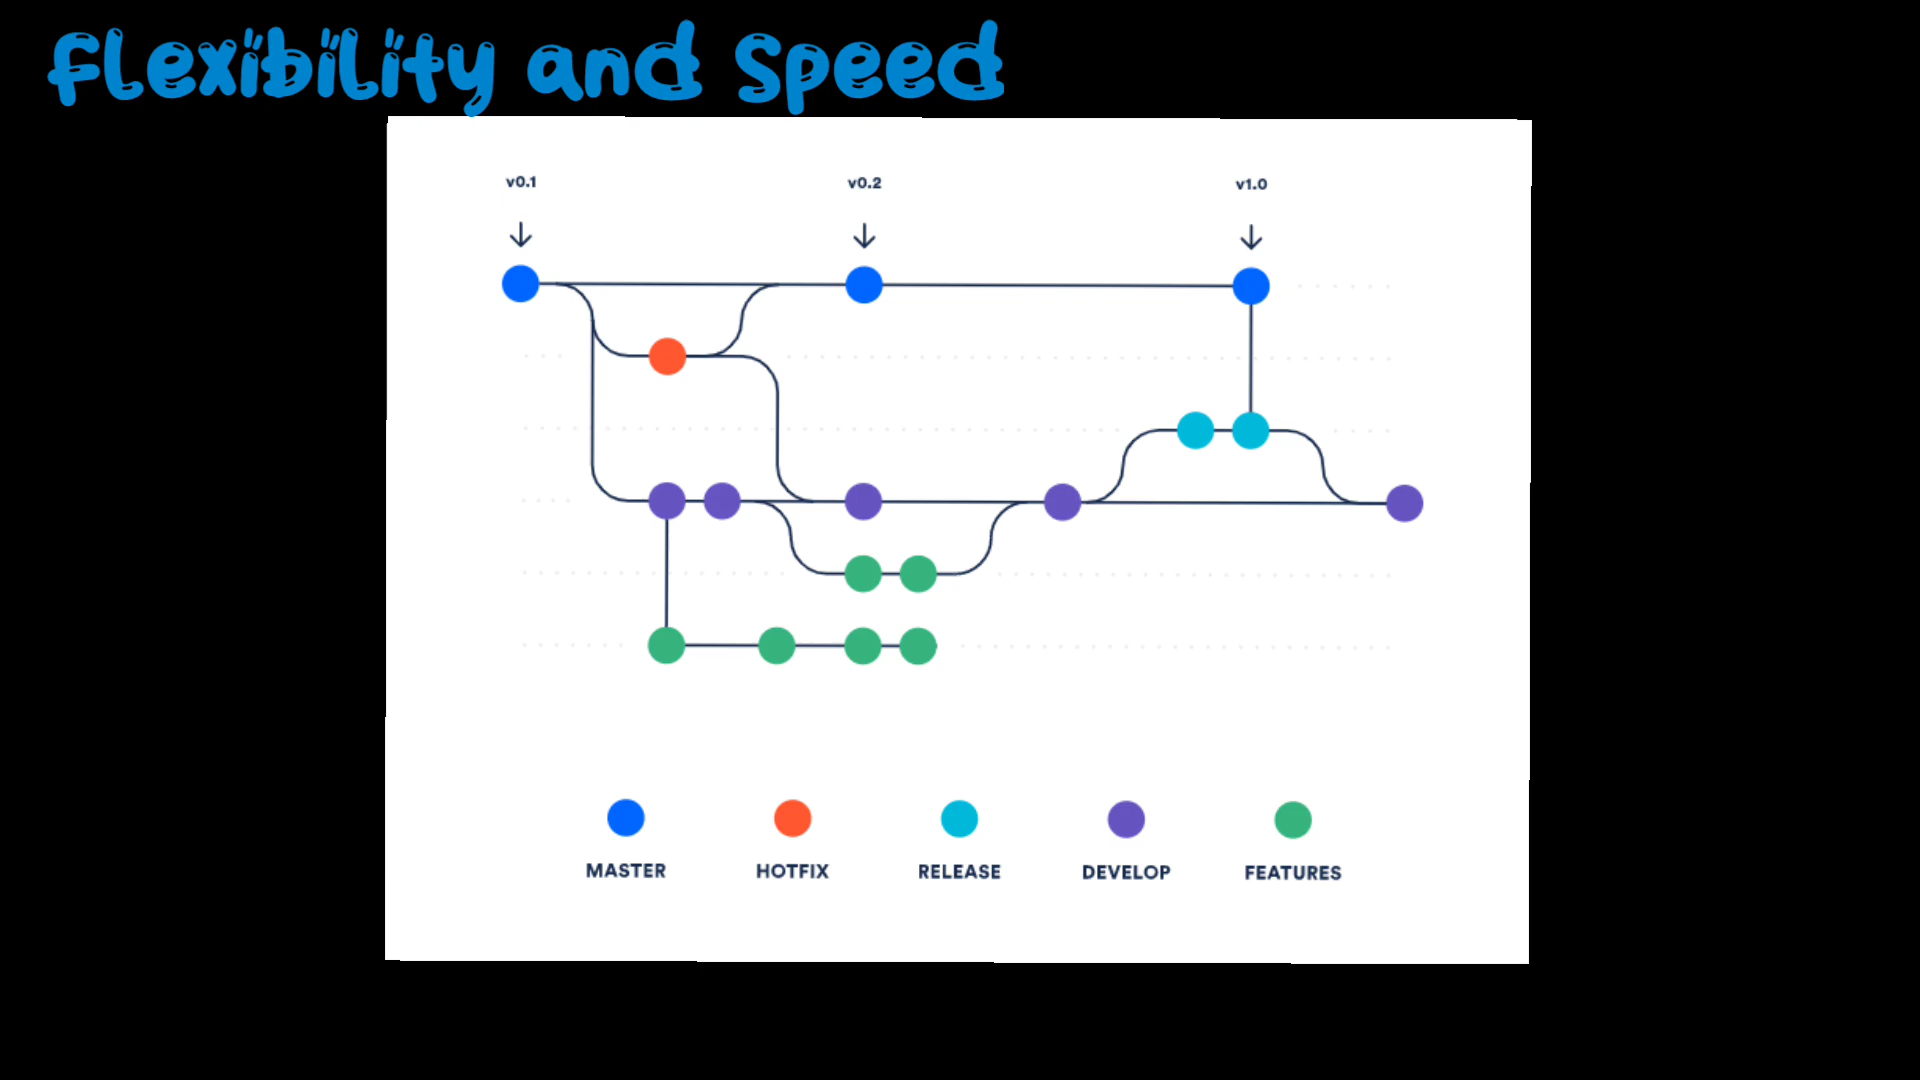 Flexibility and Speed
v0.1 v0.2 v1.0
MASTER HOTFIX RELEASE DEVELOP FEATURES